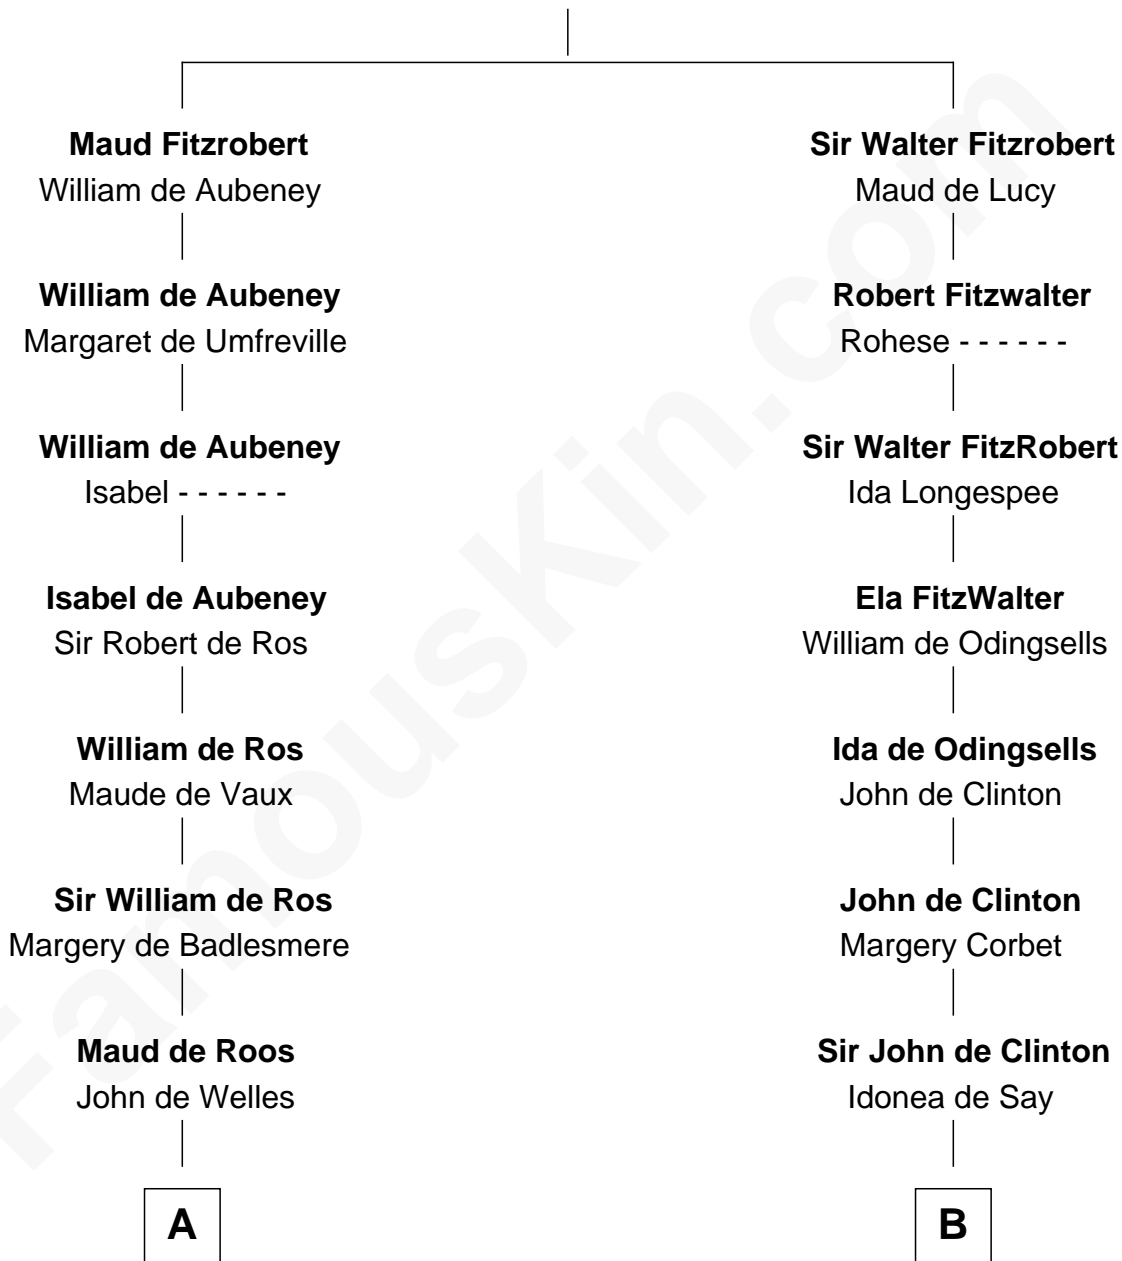 Maud Fitzrobert
William de Aubeney
William de Aubeney
Margaret de Umfreville
William de Aubeney
Isabel - - - - - -
Isabel de Aubeney
Sir Robert de Ros
William de Ros
Maude de Vaux
Sir William de Ros
Margery de Badlesmere
Maud de Roos
John de Welles
A
Sir Walter Fitzrobert
Maud de Lucy
Robert Fitzwalter
Rohese - - - - - -
Sir Walter FitzRobert
Ida Longespee
Ela FitzWalter
William de Odingsells
Ida de Odingsells
John de Clinton
John de Clinton
Margery Corbet
Sir John de Clinton
Idonea de Say
B
FamousKin.com